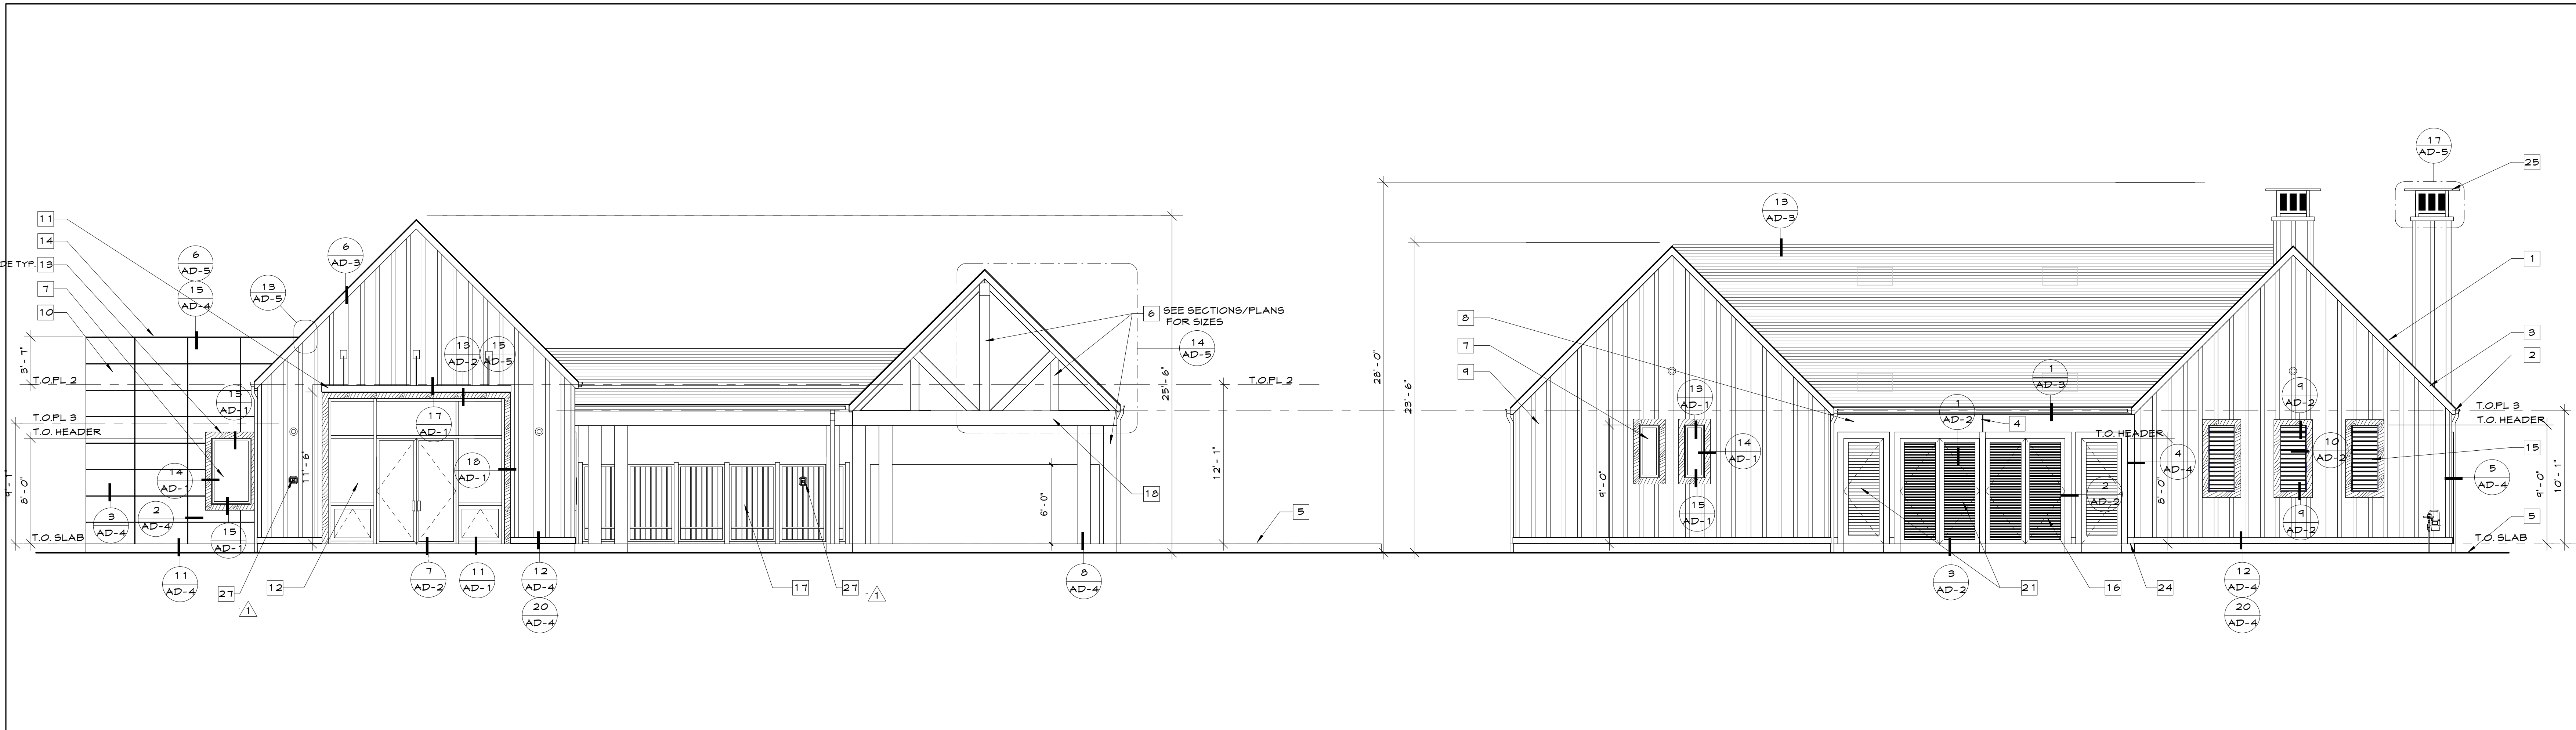 11
14
DE TYP. 13
7
10
6
AD-5
15
AD-4
13
AD-5
6
AD-3
3'-7"
T.O.PL 2
T.O.PL 3
T.O. HEADER
9'-1"
8'-0"
T.O. SLAB
13
AD-1
14
AD-1
15
AD-1
3
AD-4
2
AD-4
11
AD-4
11'-6"
13
AD-2
15
AD-5
17
AD-1
18
AD-1
27
1
12
7
AD-2
11
AD-1
12
AD-4
20
AD-4
17
27
1
6'-0"
8
AD-4
6 SEE SECTIONS/PLANS
FOR SIZES
14
AD-5
25'-6"
T.O.PL 2
12'-1"
18
5
28'-0"
23'-6"
8
7
9
13
AD-3
9'-0"
13
AD-1
14
AD-1
15
AD-1
1
AD-2
1
AD-3
4
T.O. HEADER
4
AD-4
2
AD-2
8'-0"
3
AD-2
21
16
24
9
AD-2
10
AD-2
9
AD-2
12
AD-4
20
AD-4
17
AD-5
25
1
3
2
T.O.PL 3
T.O. HEADER
15
5
AD-4
9'-0"
10'-1"
5
T.O. SLAB